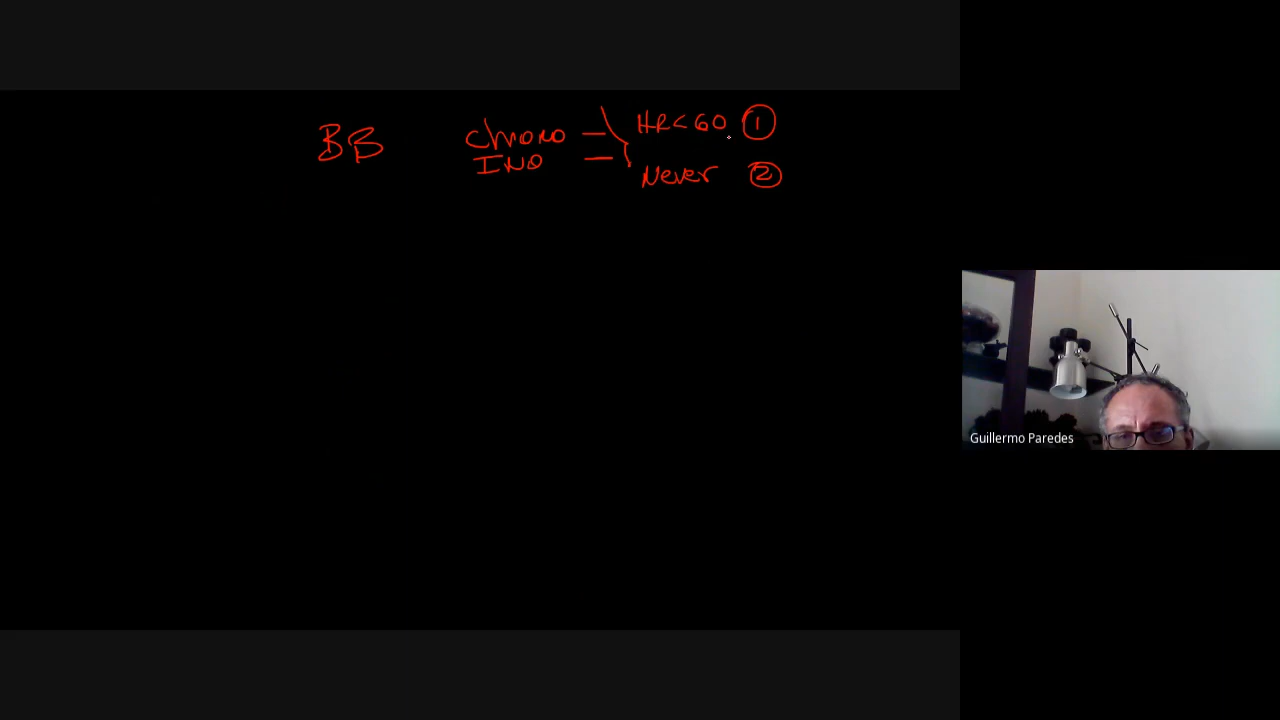 BB Chrono — HR<60 ①
INO — Never ②
Guillermo Paredes